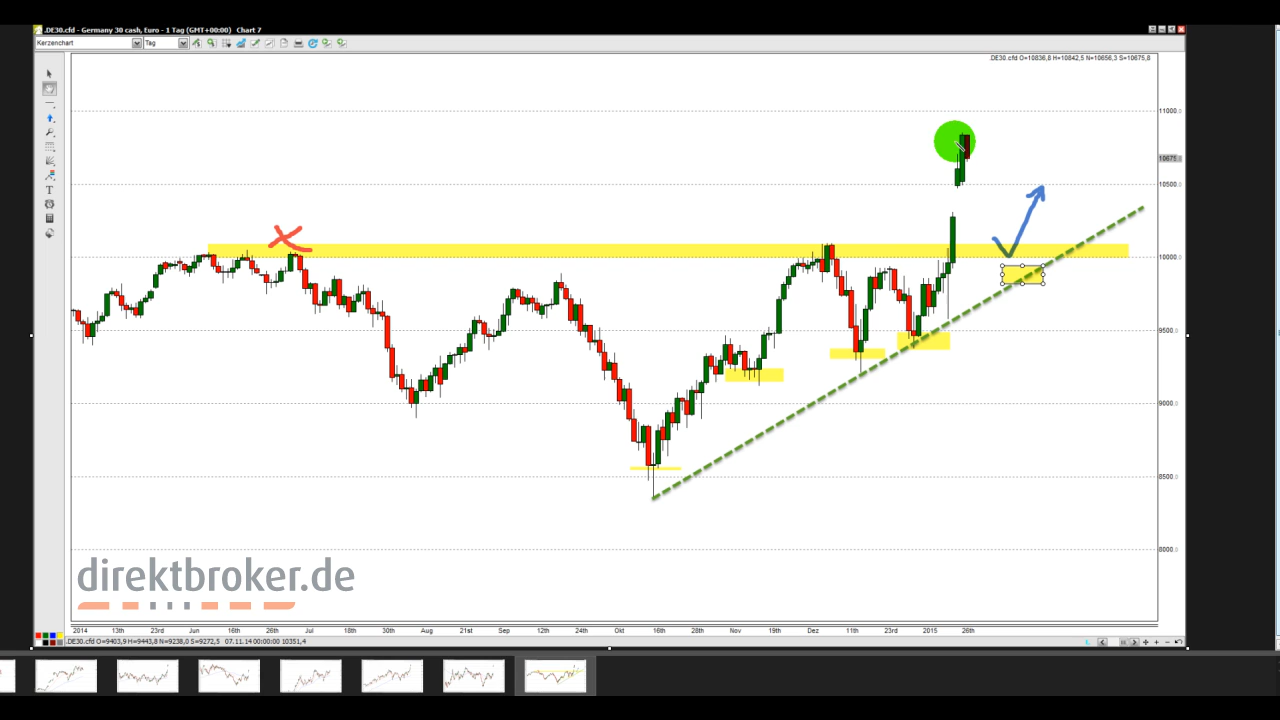 .DE30.cfd - Germany 30 cash, Euro - 1 Tag (GMT+00:00) Chart 7
Kerzenchart Tag
.DE30.cfd O=10836,8 H=10842,5 N=10656,3 S=10675,8
11000.0
10675.8
10500.0
10000.0
9500.0
9000.0
8500.0
8000.0
T
direktbroker.de
2014 13th 23rd Jun 16th 26th Jul 18th 30th Aug 21st Sep 12th 24th Okt 16th 28th Nov 19th Dez 11th 23rd 2015 26th
.DE30.cfd O=9403,9 H=9443,8 N=9238,0 S=9272,5 07.11.14 00:00:00 10351,4